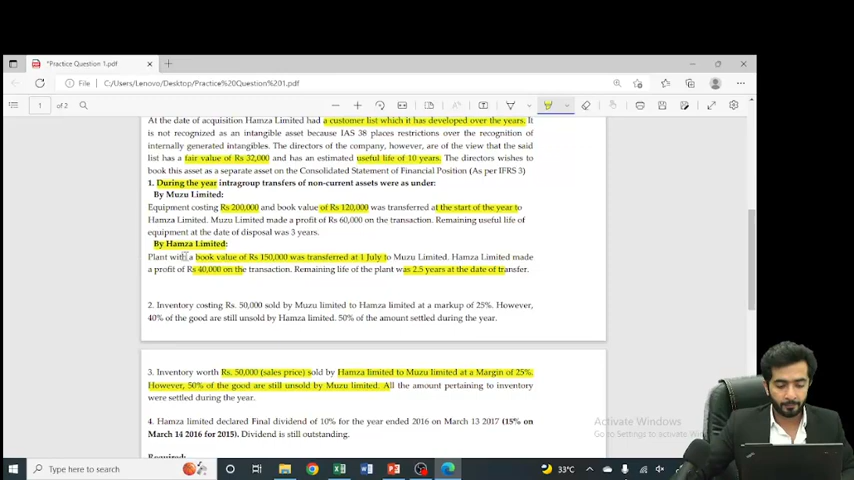 *Practice Question 1.pdf
File
C:/Users/Lenovo/Desktop/Practice%20Question%201.pdf
1 of 2
At the date of acquisition Hamza Limited had a customer list which it has developed over the years. It
is not recognized as an intangible asset because IAS 38 places restrictions over the recognition of
internally generated intangibles. The directors of the company, however, are of the view that the said
list has a fair value of Rs 32,000 and has an estimated useful life of 10 years. The directors wishes to
book this asset as a separate asset on the Consolidated Statement of Financial Position (As per IFRS 3)
1. During the year intragroup transfers of non-current assets were as under:
By Muzu Limited:
Equipment costing Rs 200,000 and book value of Rs 120,000 was transferred at the start of the year to
Hamza Limited. Muzu Limited made a profit of Rs 60,000 on the transaction. Remaining useful life of
equipment at the date of disposal was 3 years.
By Hamza Limited:
Plant with a book value of Rs 150,000 was transferred at 1 July to Muzu Limited. Hamza Limited made
a profit of Rs 40,000 on the transaction. Remaining life of the plant was 2.5 years at the date of transfer.
2. Inventory costing Rs. 50,000 sold by Muzu Limited to Hamza limited at a markup of 25%. However,
40% of the good are still unsold by Hamza limited. 50% of the amount settled during the year.
3. Inventory worth Rs. 50,000 (sales price) sold by Hamza limited to Muzu limited at a Margin of 25%.
However, 50% of the good are still unsold by Muzu limited. All the amount pertaining to inventory
were settled during the year.
4. Hamza limited declared Final dividend of 10% for the year ended 2016 on March 13 2017 (15% on
March 14 2016 for 2015). Dividend is still outstanding.
Activate Windows
Go to Settings to activate Win
Required:
Type here to search
33°C